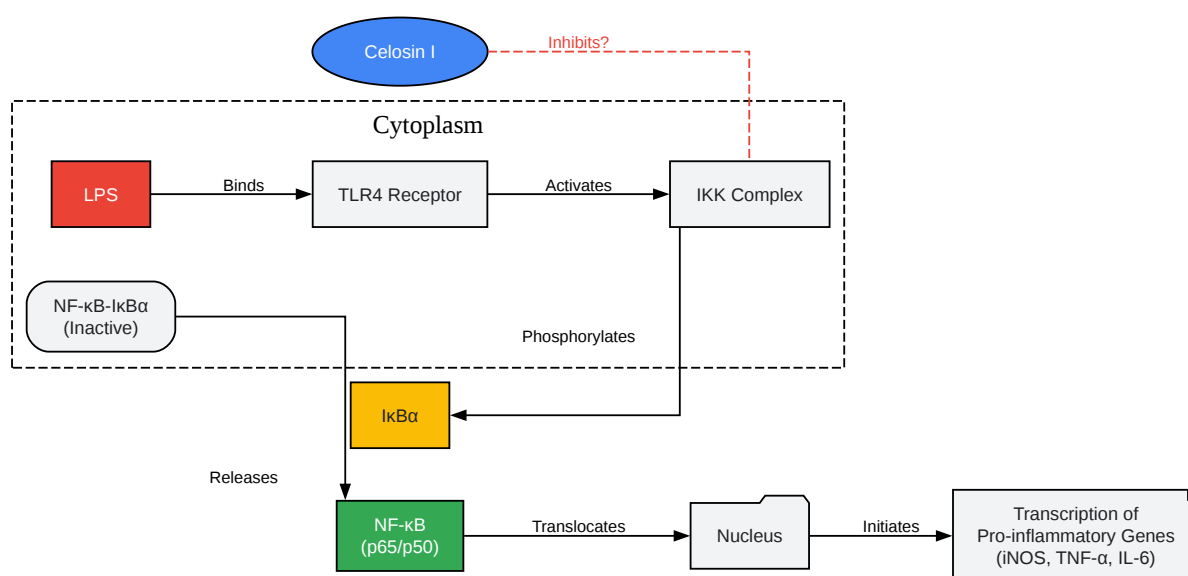 Celosin I
Inhibits?
Cytoplasm
LPS
Binds
TLR4 Receptor
Activates
IKK Complex
NF-κB-IκBα
(Inactive)
Phosphorylates
IκBα
Releases
NF-κB
(p65/p50)
Translocates
Nucleus
Initiates
Transcription of
Pro-inflammatory Genes
(iNOS, TNF-α, IL-6)